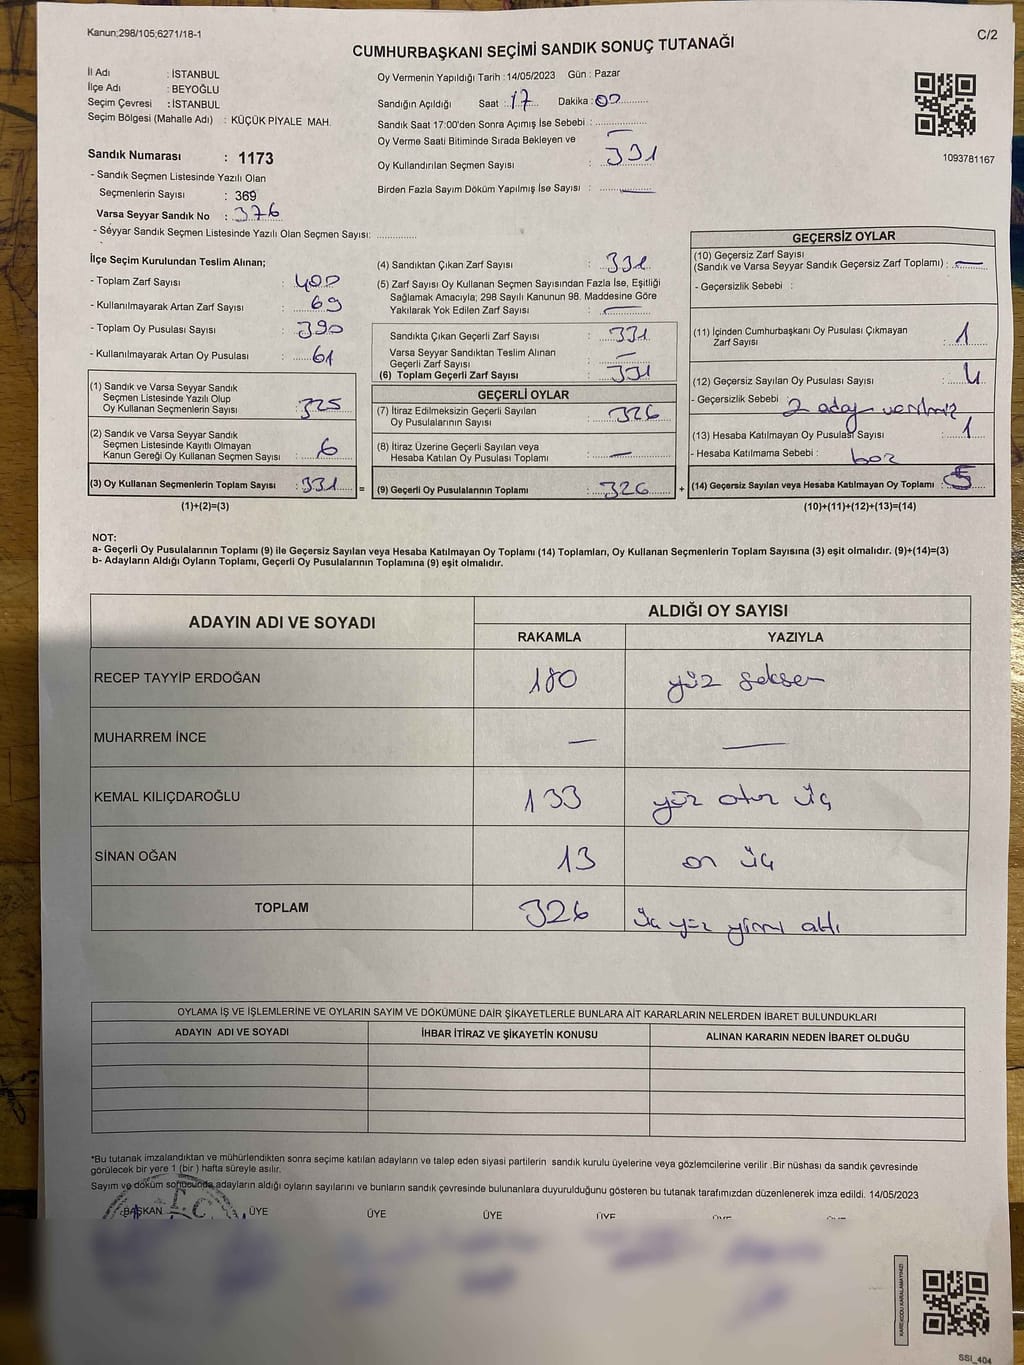 Kanun;298/105;6271/18-1
C/2
CUMHURBAŞKANI SEÇİMİ SANDIK SONUÇ TUTANAĞI
İl Adı : İSTANBUL
İlçe Adı : BEYOĞLU
Seçim Çevresi : İSTANBUL
Seçim Bölgesi (Mahalle Adı) : KÜÇÜK PİYALE MAH.
Sandık Numarası : 1173
- Sandık Seçmen Listesinde Yazılı Olan
Seçmenlerin Sayısı : 369
Varsa Seyyar Sandık No : 376
- Seyyar Sandık Seçmen Listesinde Yazılı Olan Seçmen Sayısı:
Oy Vermenin Yapıldığı Tarih : 14/05/2023 Gün : Pazar
Sandığın Açıldığı Saat : 17 Dakika : 00
Sandık Saat 17:00'den Sonra Açımış İse Sebebi :
Oy Verme Saati Bitiminde Sırada Bekleyen ve
Oy Kullandırılan Seçmen Sayısı : 331
Birden Fazla Sayım Döküm Yapılmış İse Sayısı : —
1093781167
İlçe Seçim Kurulundan Teslim Alınan;
- Toplam Zarf Sayısı : 400
- Kullanılmayarak Artan Zarf Sayısı : 69
- Toplam Oy Pusulası Sayısı : 390
- Kullanılmayarak Artan Oy Pusulası : 61
(1) Sandık ve Varsa Seyyar Sandık
Seçmen Listesinde Yazılı Olup
Oy Kullanan Seçmenlerin Sayısı : 325
(2) Sandık ve Varsa Seyyar Sandık
Seçmen Listesinde Kayıtlı Olmayan
Kanun Gereği Oy Kullanan Seçmen Sayısı : 6
(3) Oy Kullanan Seçmenlerin Toplam Sayısı : 331 =
(1)+(2)=(3)
(4) Sandıktan Çıkan Zarf Sayısı : 331
(5) Zarf Sayısı Oy Kullanan Seçmen Sayısından Fazla İse, Eşitliği
Sağlamak Amacıyla; 298 Sayılı Kanunun 98. Maddesine Göre
Yakılarak Yok Edilen Zarf Sayısı : —
Sandıkta Çıkan Geçerli Zarf Sayısı : 331
Varsa Seyyar Sandıktan Teslim Alınan
Geçerli Zarf Sayısı : —
(6) Toplam Geçerli Zarf Sayısı : 331
GEÇERLİ OYLAR
(7) İtiraz Edilmeksizin Geçerli Sayılan
Oy Pusulalarının Sayısı : 326
(8) İtiraz Üzerine Geçerli Sayılan veya
Hesaba Katılan Oy Pusulası Toplamı : —
(9) Geçerli Oy Pusulalarının Toplamı : 326 +
GEÇERSİZ OYLAR
(10) Geçersiz Zarf Sayısı
(Sandık ve Varsa Seyyar Sandık Geçersiz Zarf Toplamı) : —
- Geçersizlik Sebebi :
(11) İçinden Cumhurbaşkanı Oy Pusulası Çıkmayan
Zarf Sayısı : 1
(12) Geçersiz Sayılan Oy Pusulası Sayısı : 4
- Geçersizlik Sebebi : 2 aday
(13) Hesaba Katılmayan Oy Pusulası Sayısı : 1
- Hesaba Katılmama Sebebi : boz
(14) Geçersiz Sayılan veya Hesaba Katılmayan Oy Toplamı : 5
(10)+(11)+(12)+(13)=(14)
NOT:
a- Geçerli Oy Pusulalarının Toplamı (9) ile Geçersiz Sayılan veya Hesaba Katılmayan Oy Toplamı (14) Toplamları, Oy Kullanan Seçmenlerin Toplam Sayısına (3) eşit olmalıdır. (9)+(14)=(3)
b- Adayların Aldığı Oyların Toplamı, Geçerli Oy Pusulalarının Toplamına (9) eşit olmalıdır.
ADAYIN ADI VE SOYADI ALDIĞI OY SAYISI
RAKAMLA YAZIYLA
RECEP TAYYİP ERDOĞAN 180 yüz seksen
MUHARREM İNCE — —
KEMAL KILIÇDAROĞLU 133 yüz otuz üç
SİNAN OĞAN 13 on üç
TOPLAM 326 üç yüz yirmi altı
OYLAMA İŞ VE İŞLEMLERİNE VE OYLARIN SAYIM VE DÖKÜMÜNE DAİR ŞİKAYETLERLE BUNLARA AİT KARARLARIN NELERDEN İBARET BULUNDUKLARI
ADAYIN ADI VE SOYADI İHBAR İTİRAZ VE ŞİKAYETİN KONUSU ALINAN KARARIN NEDEN İBARET OLDUĞU
*Bu tutanak imzalandıktan ve mühürlendikten sonra seçime katılan adayların ve talep eden siyasi partilerin sandık kurulu üyelerine veya gözlemcilerine verilir .Bir nüshası da sandık çevresinde
görülecek bir yere 1 (bir ) hafta süreyle asılır.
Sayım ve döküm sonucunda adayların aldığı oyların sayılarını ve bunların sandık çevresinde bulunanlara duyurulduğunu gösteren bu tutanak tarafımızdan düzenlenerek imza edildi. 14/05/2023
T.C
BAŞKAN ÜYE ÜYE ÜYE ÜYE
KAREKODU KARALAMAYINIZ!
SSI_404